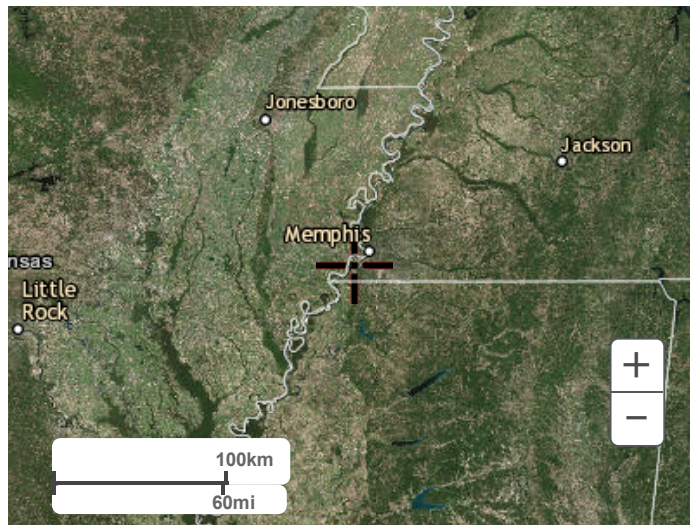 Jonesboro
Jackson
Memphis
nsas
Little
Rock
+
−
100km
60mi